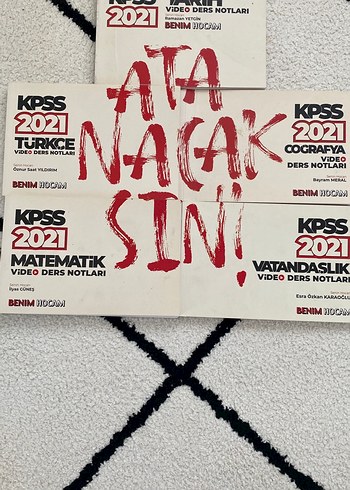 KPSS
2021
TARİH
VİDEO DERS NOTLARI
Ramazan YETGİN
BENİM HOCAM
ATA
NACAK
SIN!
KPSS
2021
TÜRKÇE
VİDEO DERS NOTLARI
Öznur Saat YILDIRIM
BENİM HOCAM
KPSS
2021
COĞRAFYA
VİDEO
DERS NOTLARI
Bayram MERAL
BENİM HOCAM
KPSS
2021
MATEMATİK
VİDEO DERS NOTLARI
İlyas GÜNEŞ
BENİM HOCAM
KPSS
2021
VATANDAŞLIK
VİDEO DERS NOTLARI
Esra Özkan KARAOĞLU
BENİM HOCAM